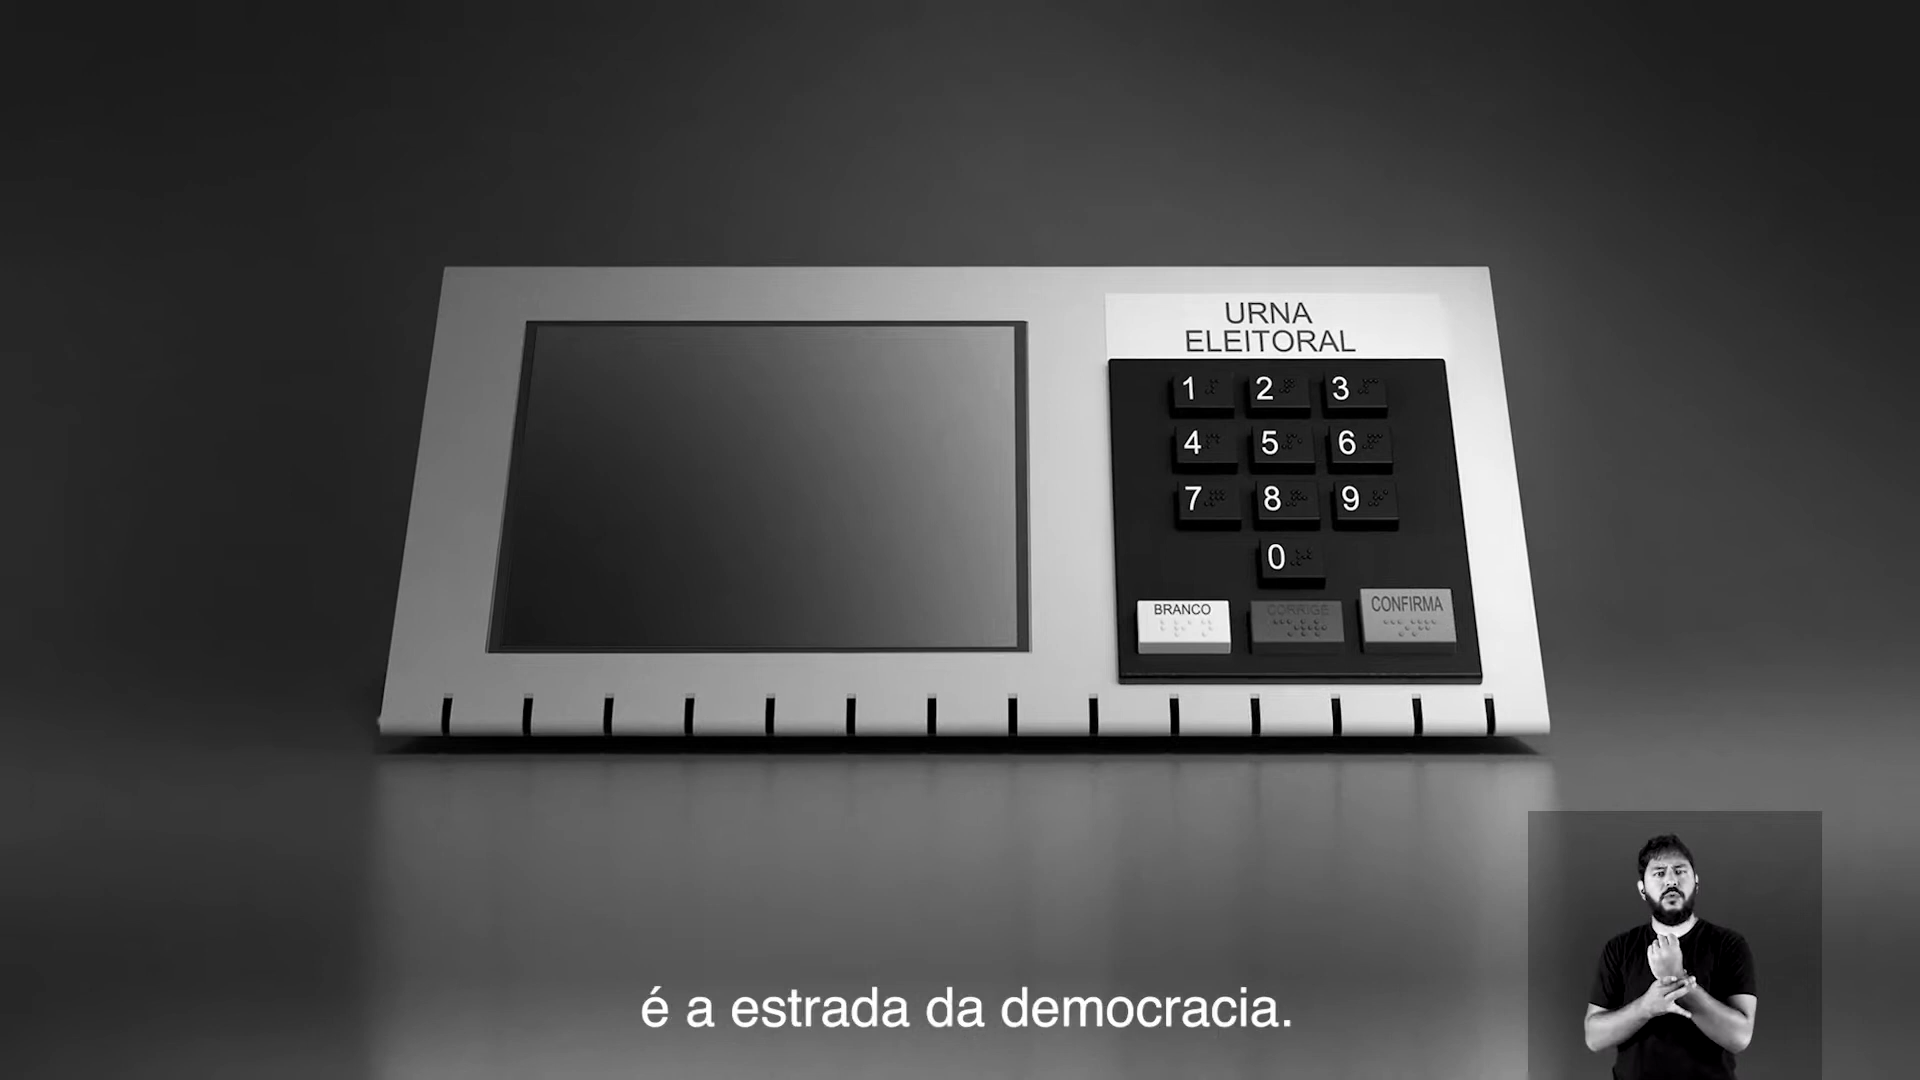 URNA
ELEITORAL
1 2 3
4 5 6
7 8 9
0
BRANCO CORRIGE CONFIRMA
é a estrada da democracia.